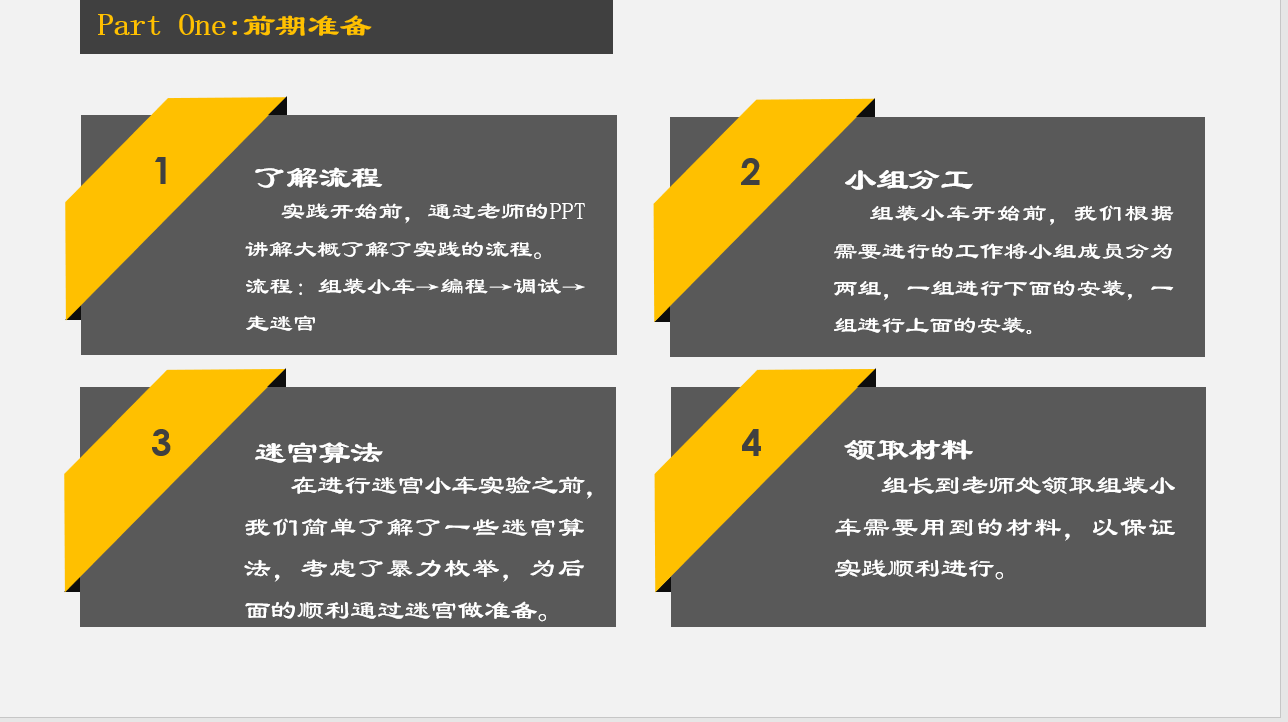 Part One:前期准备
1
了解流程
实践开始前，通过老师的PPT
讲解大概了解了实践的流程。
流程：组装小车→编程→调试→
走迷宫
2
小组分工
组装小车开始前，我们根据
需要进行的工作将小组成员分为
两组，一组进行下面的安装，一
组进行上面的安装。
3
迷宫算法
在进行迷宫小车实验之前，
我们简单了解了一些迷宫算
法，考虑了暴力枚举，为后
面的顺利通过迷宫做准备。
4
领取材料
组长到老师处领取组装小
车需要用到的材料，以保证
实践顺利进行。